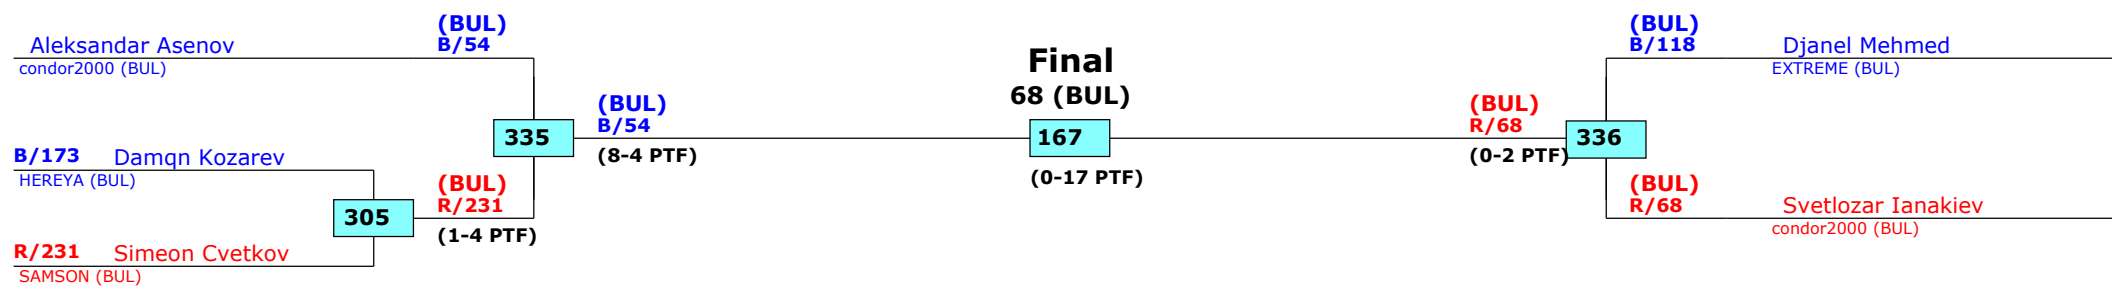 (BUL)
B/54
Aleksandar Asenov
condor2000 (BUL)
335
(BUL)
B/54
(8-4 PTF)
B/173 Damqn Kozarev
HEREYA (BUL)
305
(BUL)
R/231
(1-4 PTF)
R/231 Simeon Cvetkov
SAMSON (BUL)
Final
68 (BUL)
167
(0-17 PTF)
(BUL)
R/68
(0-2 PTF)
336
(BUL)
B/118 Djanel Mehmed
EXTREME (BUL)
(BUL)
R/68 Svetlozar Ianakiev
condor2000 (BUL)